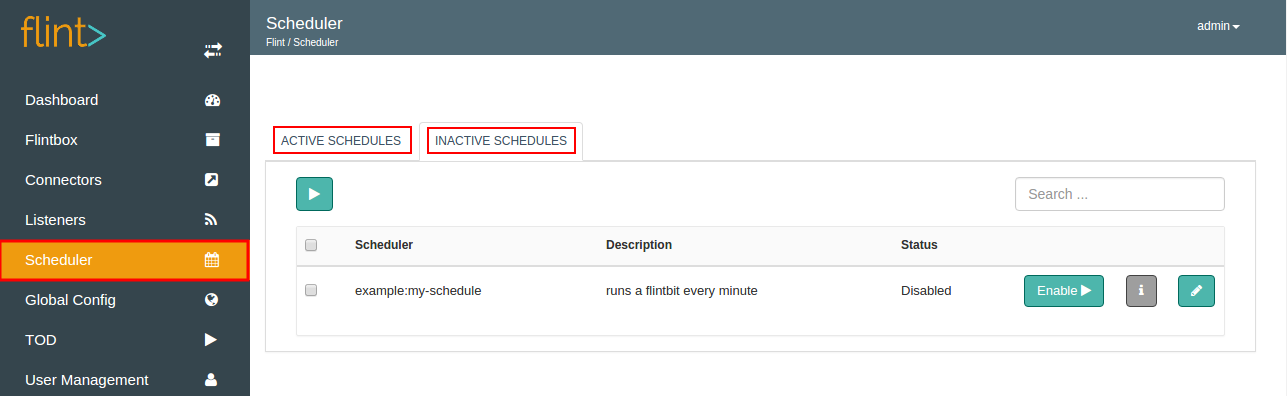 flint
Scheduler
Flint / Scheduler
admin
Dashboard
Flintbox
Connectors
Listeners
Scheduler
Global Config
TOD
User Management
ACTIVE SCHEDULES
INACTIVE SCHEDULES
Search ...
Scheduler Description Status
example:my-schedule runs a flintbit every minute Disabled Enable